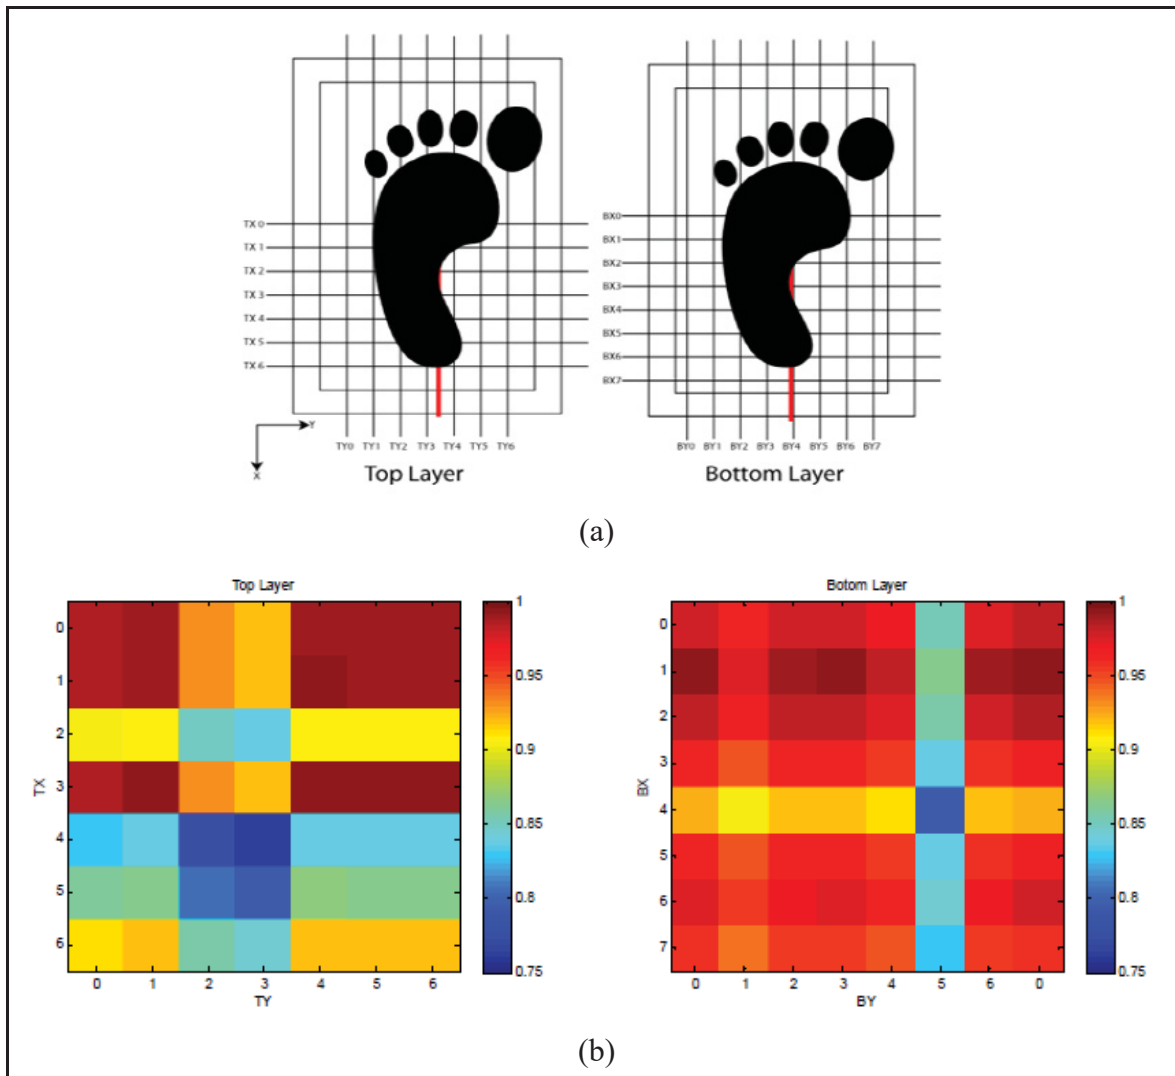 TX 0
TX 1
TX 2
TX 3
TX 4
TX 5
TX 6
Y
X
TY0 TY1 TY2 TY3 TY4 TY5 TY6
Top Layer
BX0
BX1
BX2
BX3
BX4
BX5
BX6
BX7
BY0 BY1 BY2 BY3 BY4 BY5 BY6 BY7
Bottom Layer
(a)
Top Layer
TX
0
1
2
3
4
5
6
0 1 2 3 4 5 6
TY
1
0.95
0.9
0.85
0.8
0.75
Botom Layer
BX
0
1
2
3
4
5
6
7
0 1 2 3 4 5 6 0
BY
1
0.95
0.9
0.85
0.8
0.75
(b)